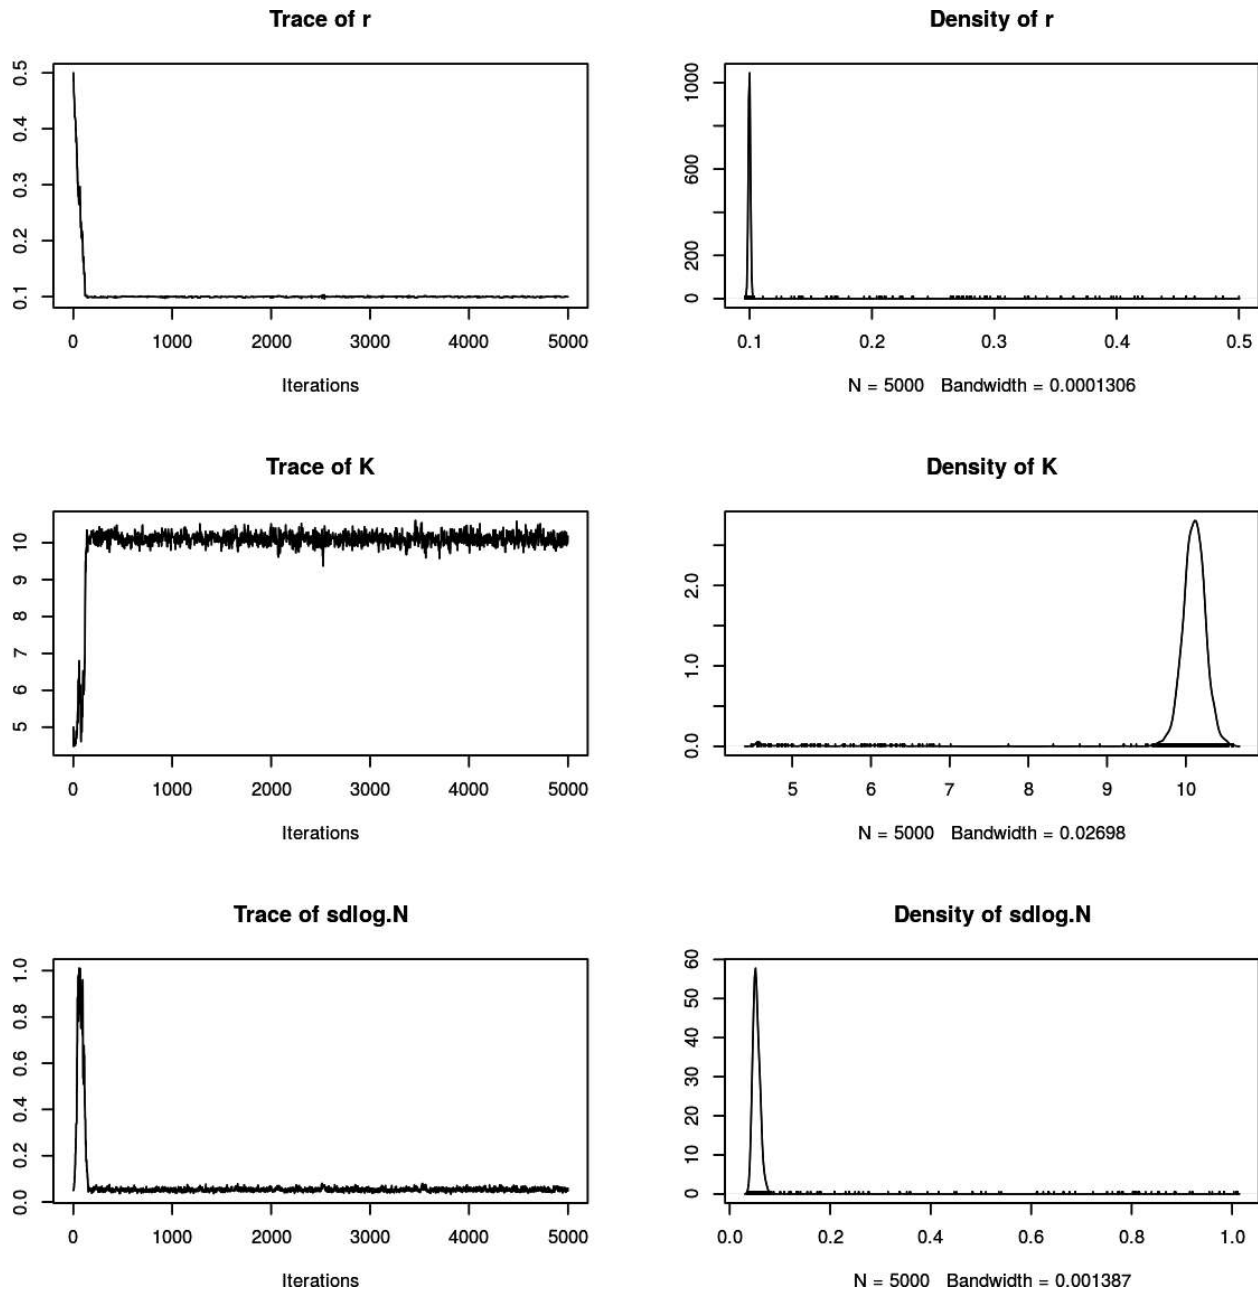 Trace of r
0.1 0.2 0.3 0.4 0.5
0 1000 2000 3000 4000 5000
Iterations
Density of r
0 200 600 1000
0.1 0.2 0.3 0.4 0.5
N = 5000 Bandwidth = 0.0001306
Trace of K
5 6 7 8 9 10
0 1000 2000 3000 4000 5000
Iterations
Density of K
0.0 1.0 2.0
5 6 7 8 9 10
N = 5000 Bandwidth = 0.02698
Trace of sdlog.N
0.0 0.2 0.4 0.6 0.8 1.0
0 1000 2000 3000 4000 5000
Iterations
Density of sdlog.N
0 10 20 30 40 50 60
0.0 0.2 0.4 0.6 0.8 1.0
N = 5000 Bandwidth = 0.001387